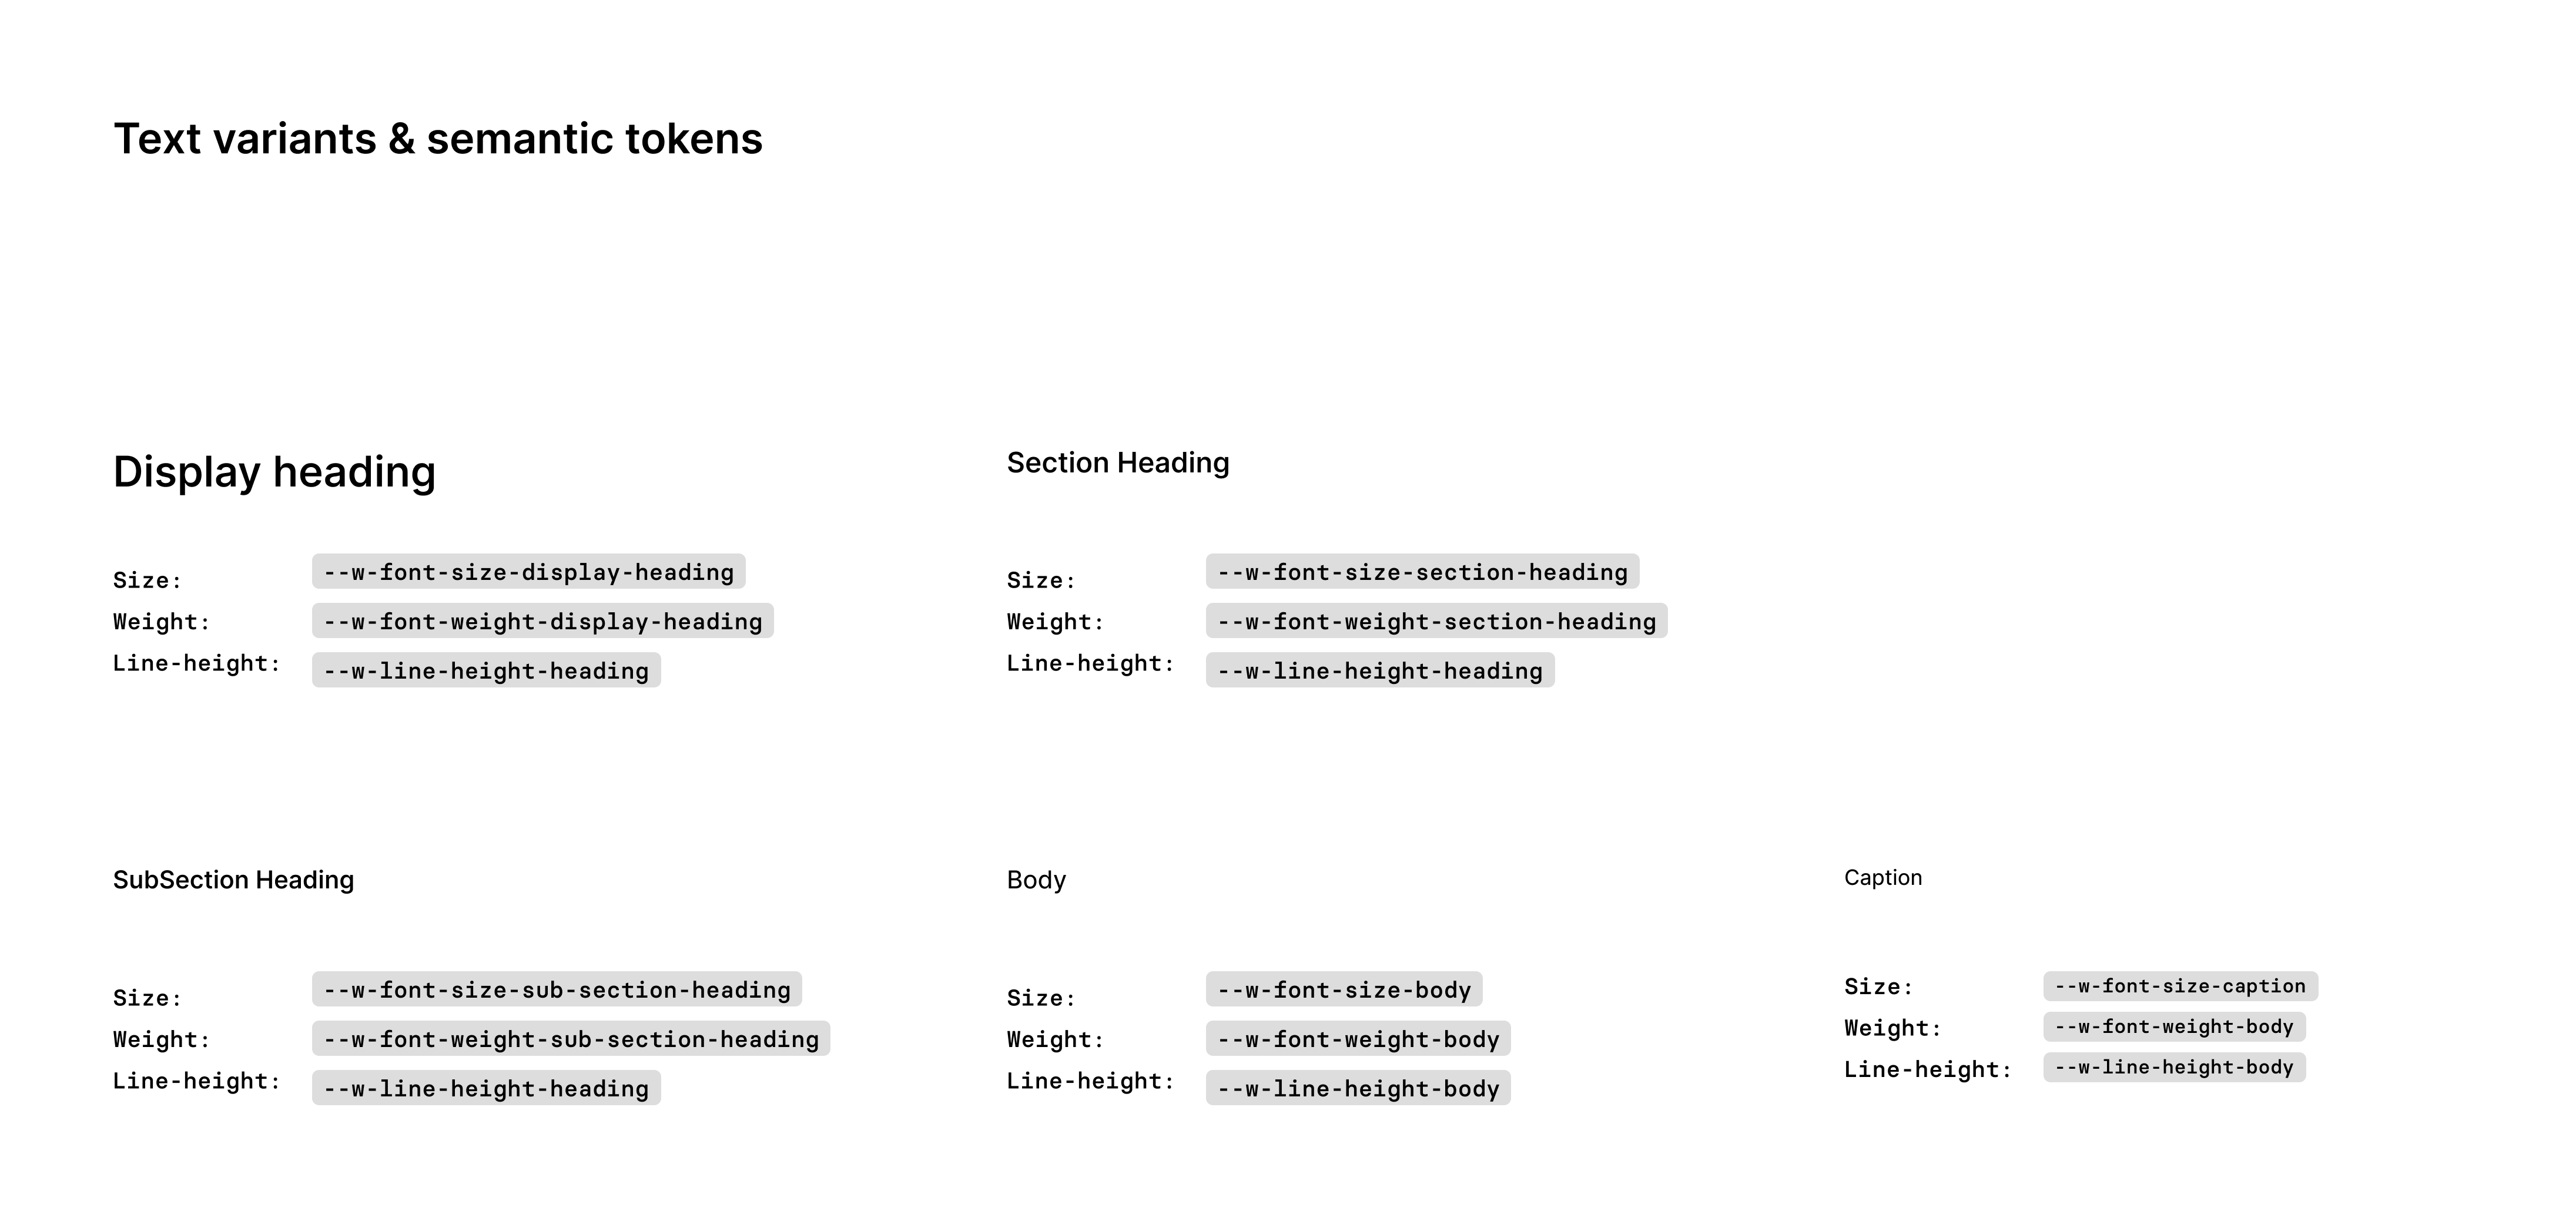 Text variants & semantic tokens
Display heading
Size: --w-font-size-display-heading
Weight: --w-font-weight-display-heading
Line-height: --w-line-height-heading
Section Heading
Size: --w-font-size-section-heading
Weight: --w-font-weight-section-heading
Line-height: --w-line-height-heading
SubSection Heading
Size: --w-font-size-sub-section-heading
Weight: --w-font-weight-sub-section-heading
Line-height: --w-line-height-heading
Body
Size: --w-font-size-body
Weight: --w-font-weight-body
Line-height: --w-line-height-body
Caption
Size: --w-font-size-caption
Weight: --w-font-weight-body
Line-height: --w-line-height-body